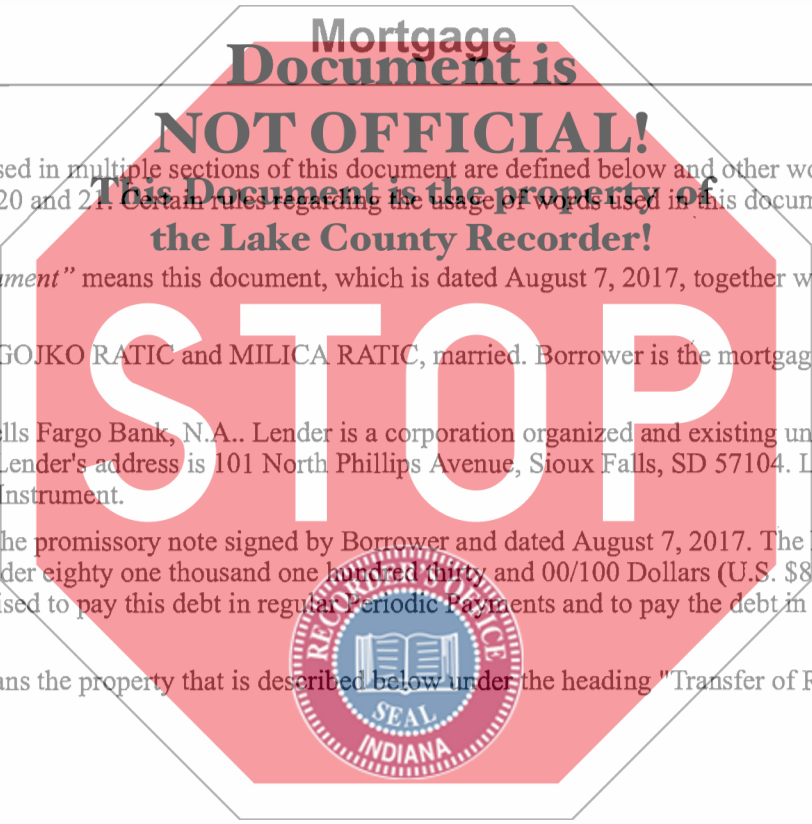 Mortgage
Document is
NOT OFFICIAL!
sed in multiple sections of this document are defined below and other wo
This Document is the property of
20 and 21. Certain rules regarding the usage of words used in this docum
the Lake County Recorder!
ument” means this document, which is dated August 7, 2017, together w
STOP
GOJKO RATIC and MILICA RATIC, married. Borrower is the mortgag
lls Fargo Bank, N.A.. Lender is a corporation organized and existing un
Lender's address is 101 North Phillips Avenue, Sioux Falls, SD 57104. L
Instrument.
he promissory note signed by Borrower and dated August 7, 2017. The
der eighty one thousand one hundred thirty and 00/100 Dollars (U.S. $8
ised to pay this debt in regular Periodic Payments and to pay the debt in
ans the property that is described below under the heading "Transfer of R
RECORDER'S OFFICE
SEAL
INDIANA